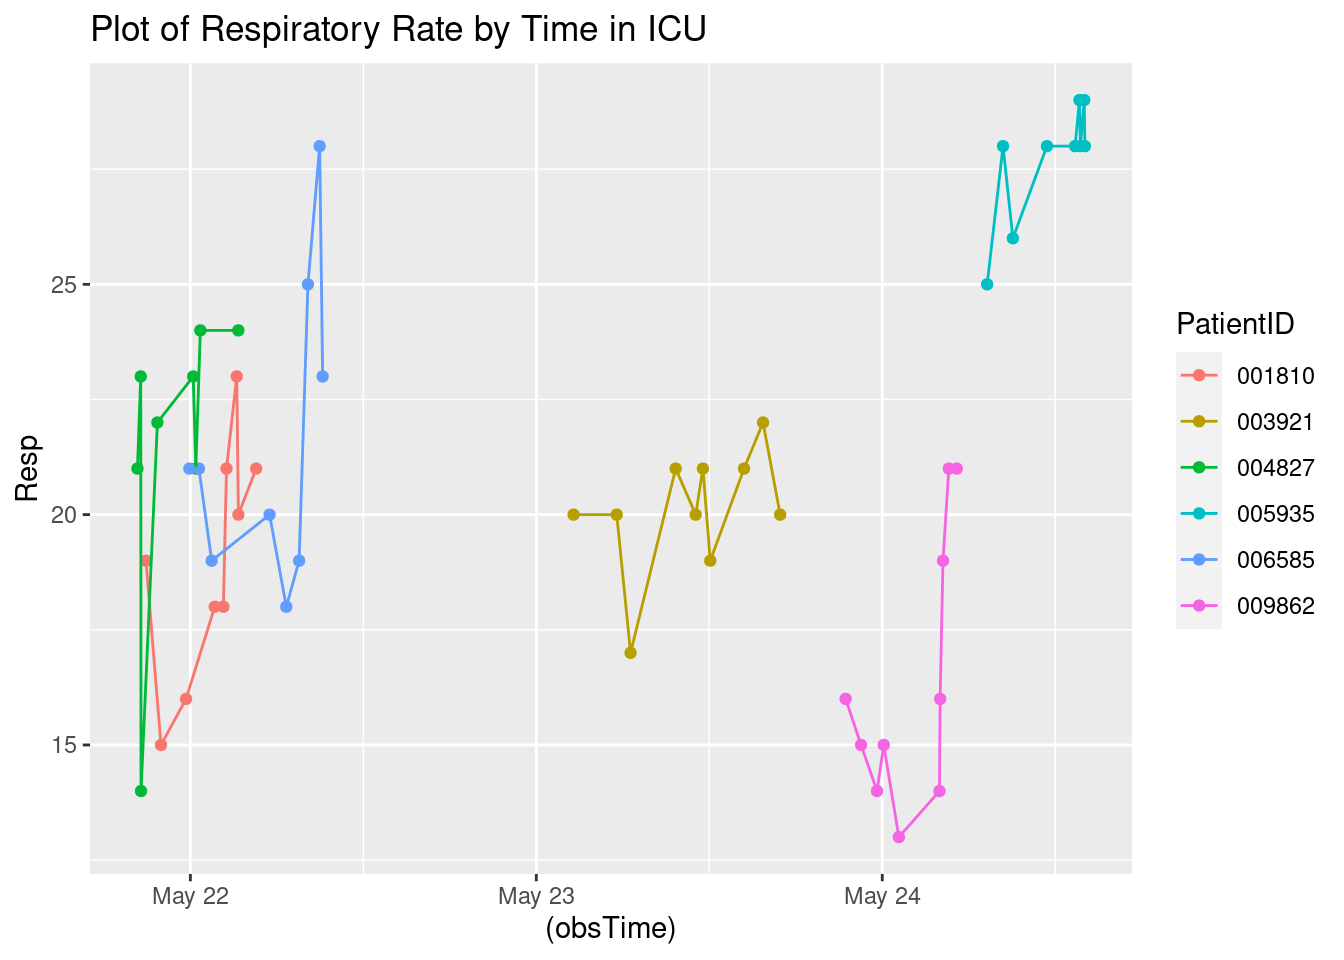 Plot of Respiratory Rate by Time in ICU
Resp
25
20
15
May 22
May 23
May 24
(obsTime)
PatientID
001810
003921
004827
005935
006585
009862